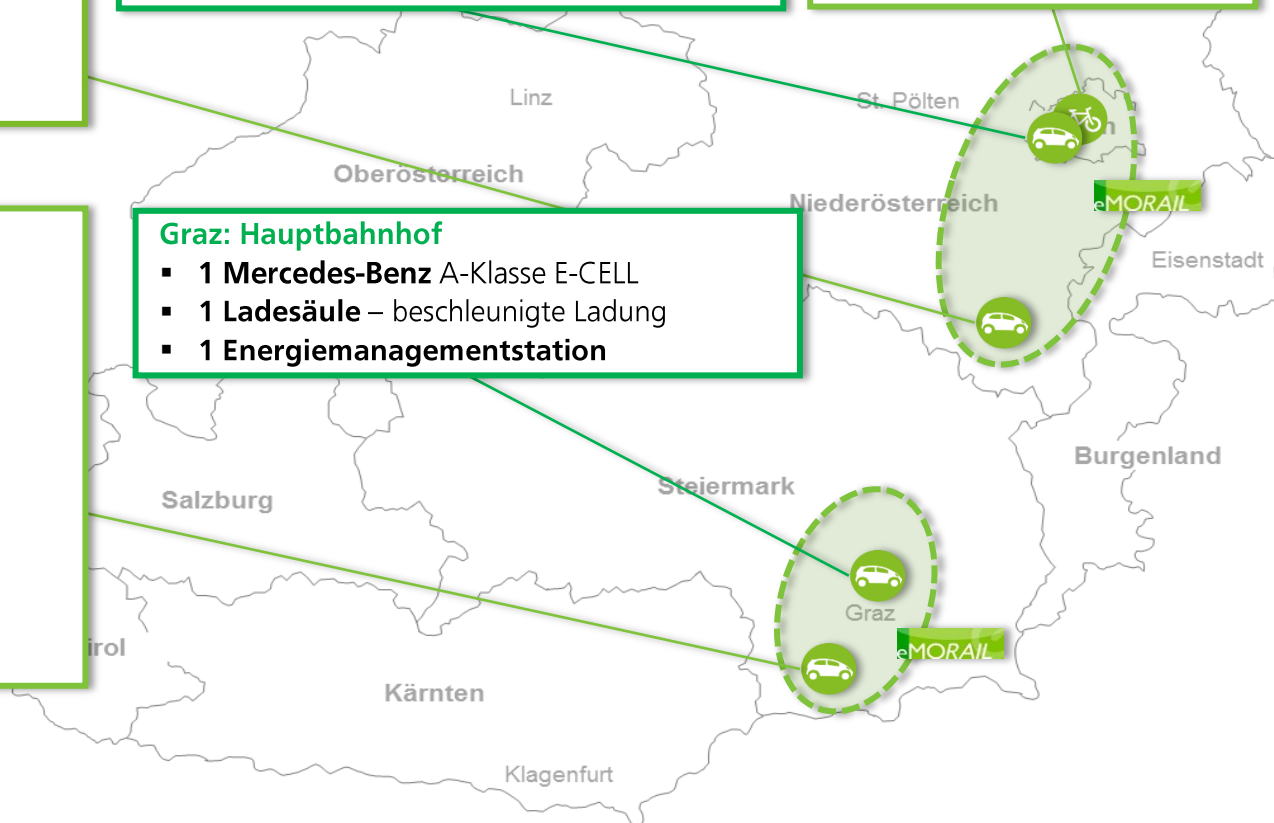 Linz
St. Pölten
Oberösterreich
Niederösterreich
eMORAIL
Graz: Hauptbahnhof
▪ 1 Mercedes-Benz A-Klasse E-CELL
▪ 1 Ladesäule – beschleunigte Ladung
▪ 1 Energiemanagementstation
Eisenstadt
Burgenland
Steiermark
Salzburg
Graz
eMORAIL
irol
Kärnten
Klagenfurt